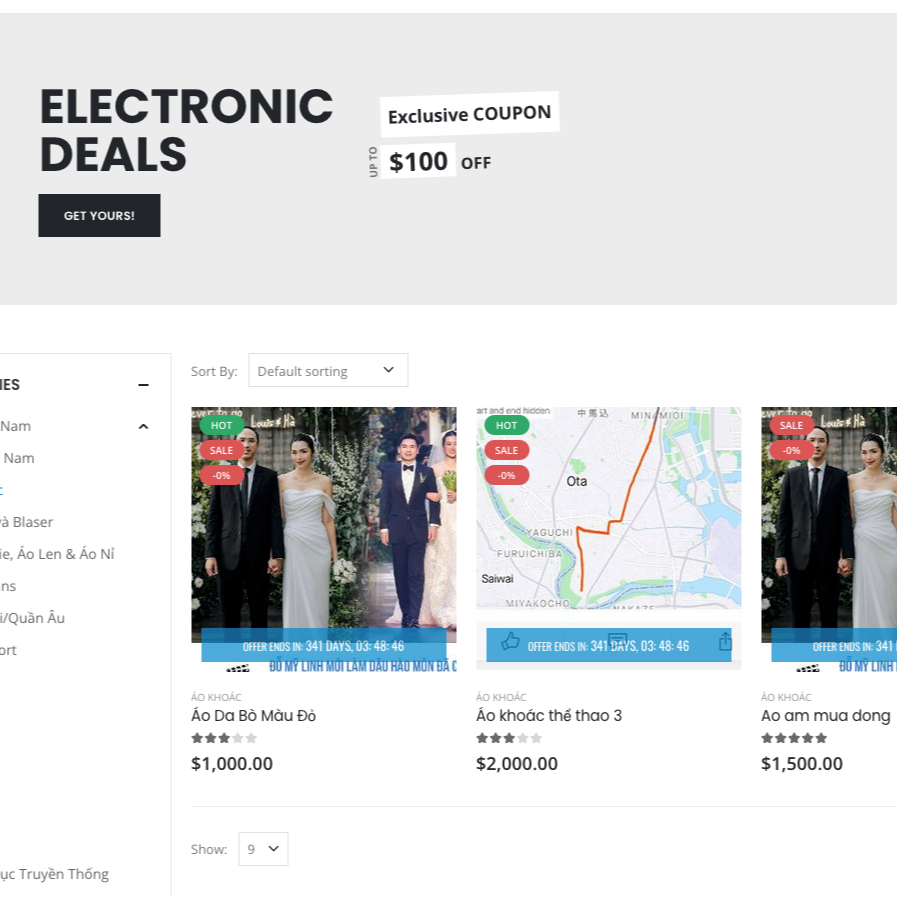 ELECTRONIC
DEALS
Exclusive COUPON
UP TO
$100 OFF
GET YOURS!
IES
Nam
Nam
c
và Blaser
ie, Áo Len & Áo Nỉ
ns
i/Quần Âu
ort
ục Truyền Thống
Sort By: Default sorting
HOT
SALE
-0%
Louis & Hà
OFFER ENDS IN: 341 DAYS, 03: 48: 46
ĐỖ MỸ LINH MỚI LÀM DÂU HÀO MÔN ĐÃ
ÁO KHOÁC
Áo Da Bò Màu Đỏ
$1,000.00
HOT
SALE
-0%
art and end hidden
中馬込
MINAMIOI
Ota
YAGUCHI
FURUICHIBA
Saiwai
MIYAKOCHO
NAKAZE
OFFER ENDS IN: 341 DAYS, 03: 48: 46
ÁO KHOÁC
Áo khoác thể thao 3
$2,000.00
SALE
-0%
Louis & Hà
OFFER ENDS IN: 341
ĐỖ MỸ LINH
ÁO KHOÁC
Ao am mua dong
$1,500.00
Show: 9